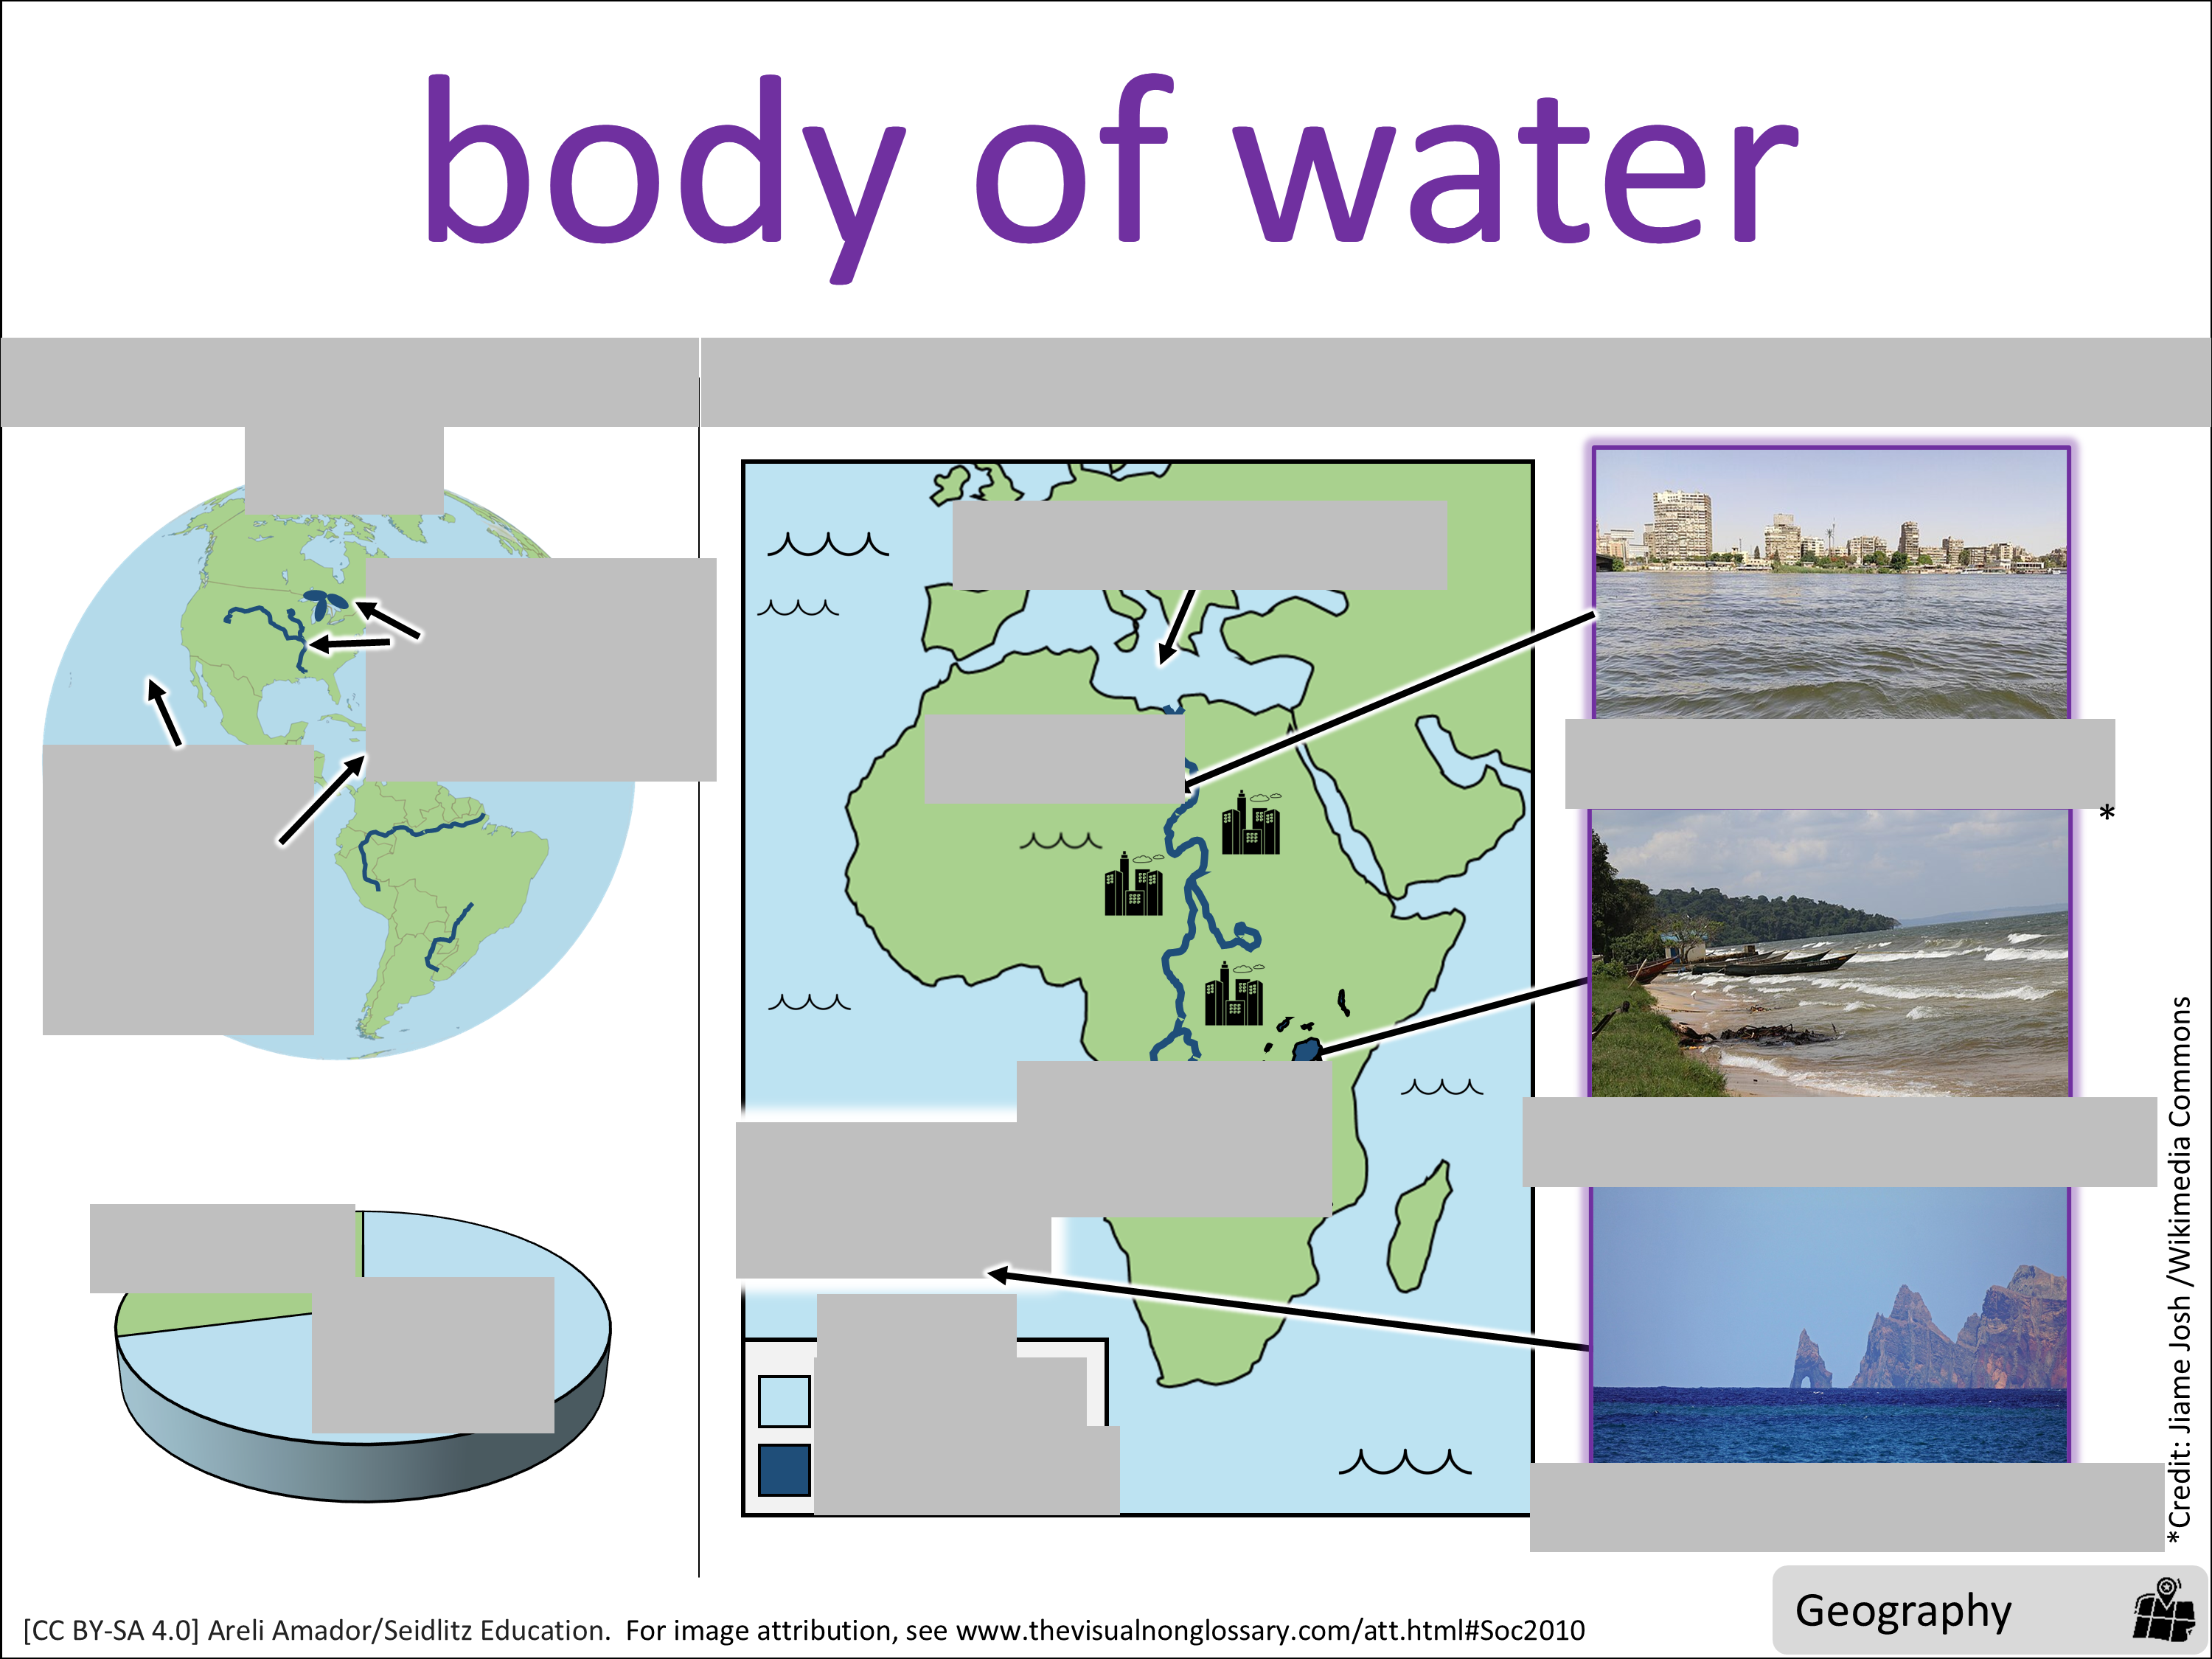 body of water
*
*Credit: Jiame Josh /Wikimedia Commons
Geography
[CC BY-SA 4.0] Areli Amador/Seidlitz Education.  For image attribution, see www.thevisualnonglossary.com/att.html#Soc2010